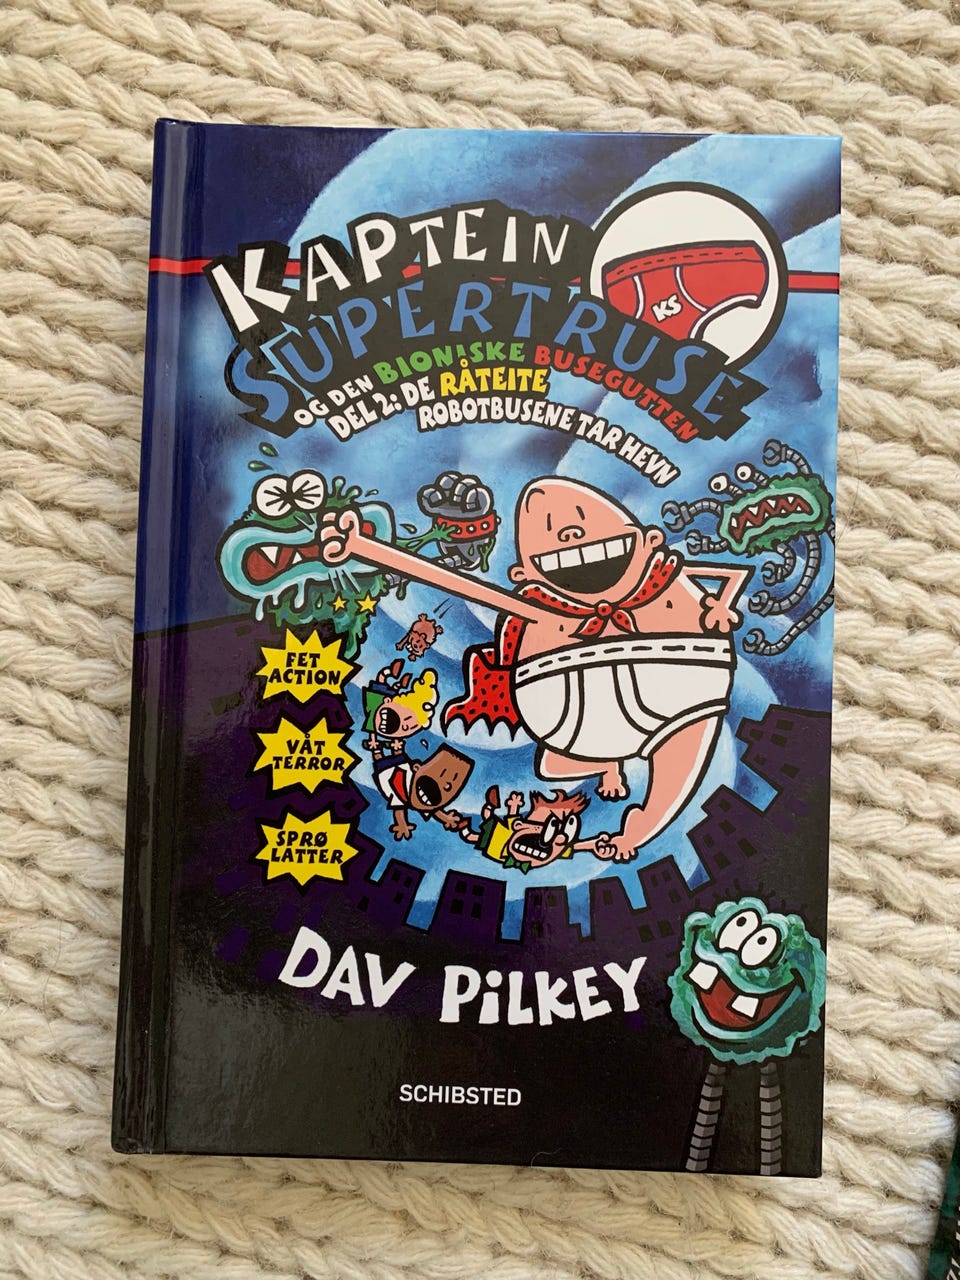 KAPTEIN
SUPERTRUSE
KS
OG DEN BIONISKE BUSEGUTTEN
DEL 2: DE RÅTEITE
ROBOTBUSENE TAR HEVN
FET
ACTION
VÅT
TERROR
SPRØ
LATTER
DAV PiLKEY
SCHIBSTED